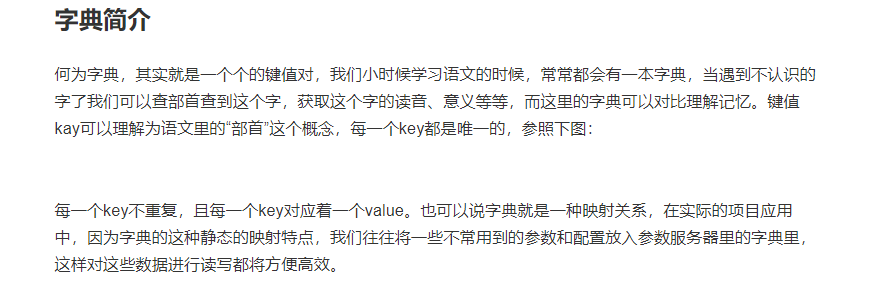 字典简介
何为字典，其实就是一个个的键值对，我们小时候学习语文的时候，常常都会有一本字典，当遇到不认识的
字了我们可以查部首查到这个字，获取这个字的读音、意义等等，而这里的字典可以对比理解记忆。键值
kay可以理解为语文里的“部首”这个概念，每一个key都是唯一的，参照下图：
每一个key不重复，且每一个key对应着一个value。也可以说字典就是一种映射关系，在实际的项目应用
中，因为字典的这种静态的映射特点，我们往往将一些不常用到的参数和配置放入参数服务器里的字典里，
这样对这些数据进行读写都将方便高效。